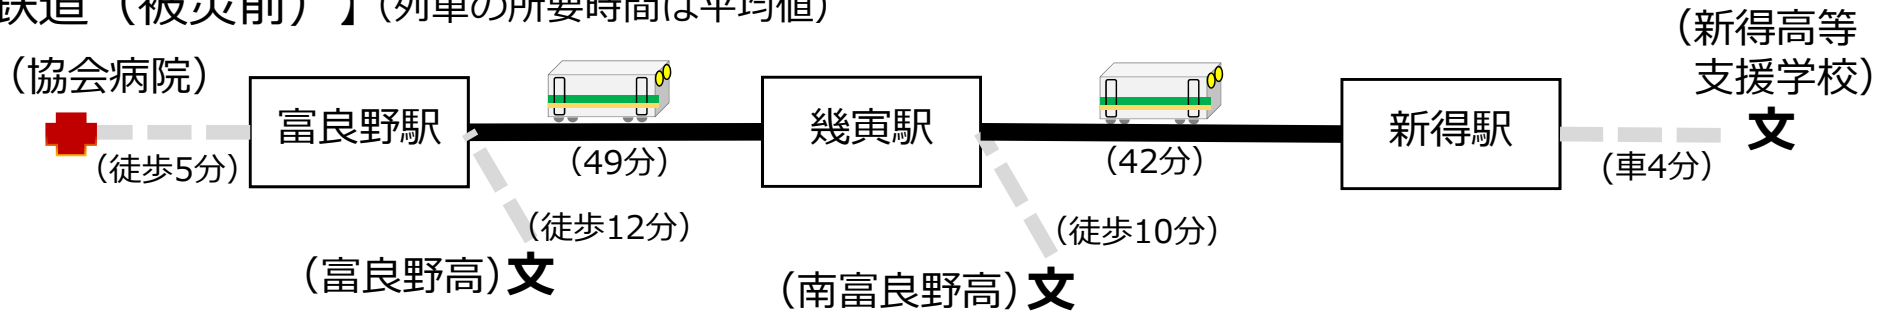 鉄道（被災前）】（列車の所要時間は平均値）
（新得高等
支援学校）
（協会病院）
富良野駅
幾寅駅
新得駅
文
（徒歩5分）
（49分）
（42分）
（車4分）
（徒歩12分）
（徒歩10分）
（富良野高）文
（南富良野高）文